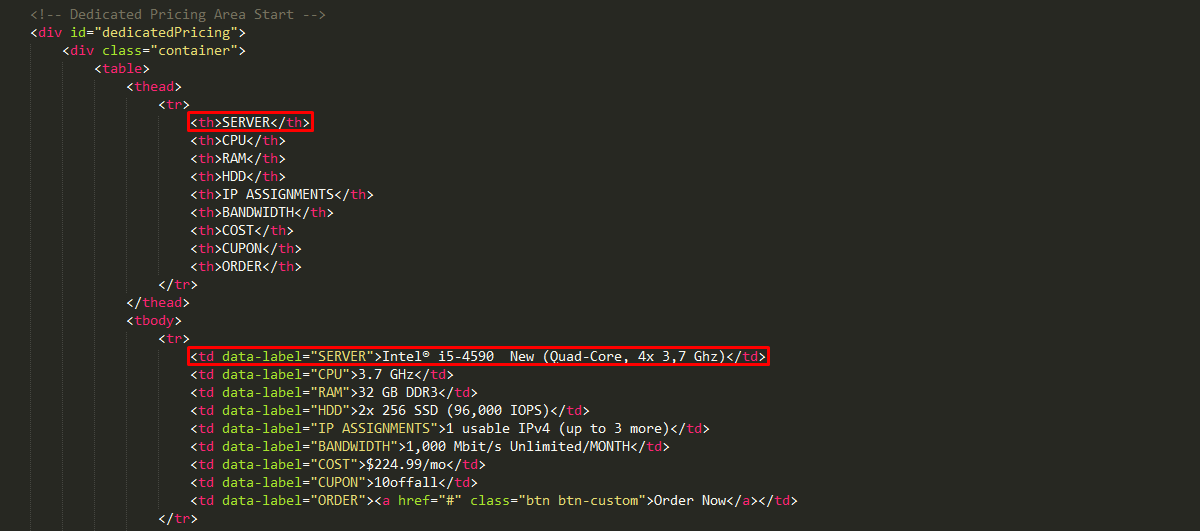 <!-- Dedicated Pricing Area Start -->
<div id="dedicatedPricing">
<div class="container">
<table>
<thead>
<tr>
<th>SERVER</th>
<th>CPU</th>
<th>RAM</th>
<th>HDD</th>
<th>IP ASSIGNMENTS</th>
<th>BANDWIDTH</th>
<th>COST</th>
<th>CUPON</th>
<th>ORDER</th>
</tr>
</thead>
<tbody>
<tr>
<td data-label="SERVER">Intel® i5-4590  New (Quad-Core, 4x 3,7 Ghz)</td>
<td data-label="CPU">3.7 GHz</td>
<td data-label="RAM">32 GB DDR3</td>
<td data-label="HDD">2x 256 SSD (96,000 IOPS)</td>
<td data-label="IP ASSIGNMENTS">1 usable IPv4 (up to 3 more)</td>
<td data-label="BANDWIDTH">1,000 Mbit/s Unlimited/MONTH</td>
<td data-label="COST">$224.99/mo</td>
<td data-label="CUPON">10offall</td>
<td data-label="ORDER"><a href="#" class="btn btn-custom">Order Now</a></td>
</tr>